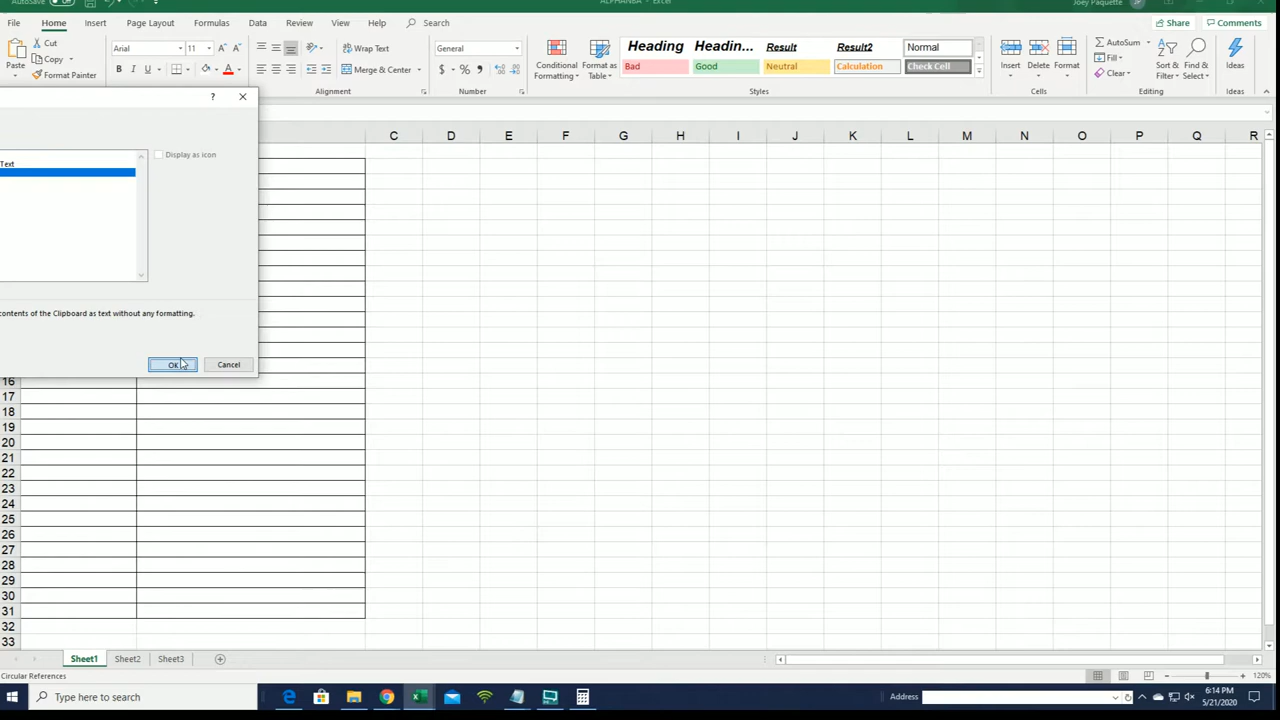 AutoSave
ALPHANBA - Excel
Joey Paquette
JP
File Home Insert Page Layout Formulas Data Review View Help Search
Share Comments
Paste
Cut
Copy
Format Painter
Arial 11
B I U
Wrap Text
Merge & Center
Alignment
General
$ % 9
Number
Conditional Formatting
Format as Table
Heading Headin... Result Result2 Normal
Bad Good Neutral Calculation Check Cell
Styles
Insert Delete Format
Cells
AutoSum
Fill
Clear
Sort & Filter
Find & Select
Ideas
Ideas
?
C D E F G H I J K L M N O P Q R
Text
Display as icon
contents of the Clipboard as text without any formatting.
OK Cancel
16
17
18
19
20
21
22
23
24
25
26
27
28
29
30
31
32
33
Sheet1 Sheet2 Sheet3
Circular References
120%
Type here to search
Address
6:14 PM
5/21/2020